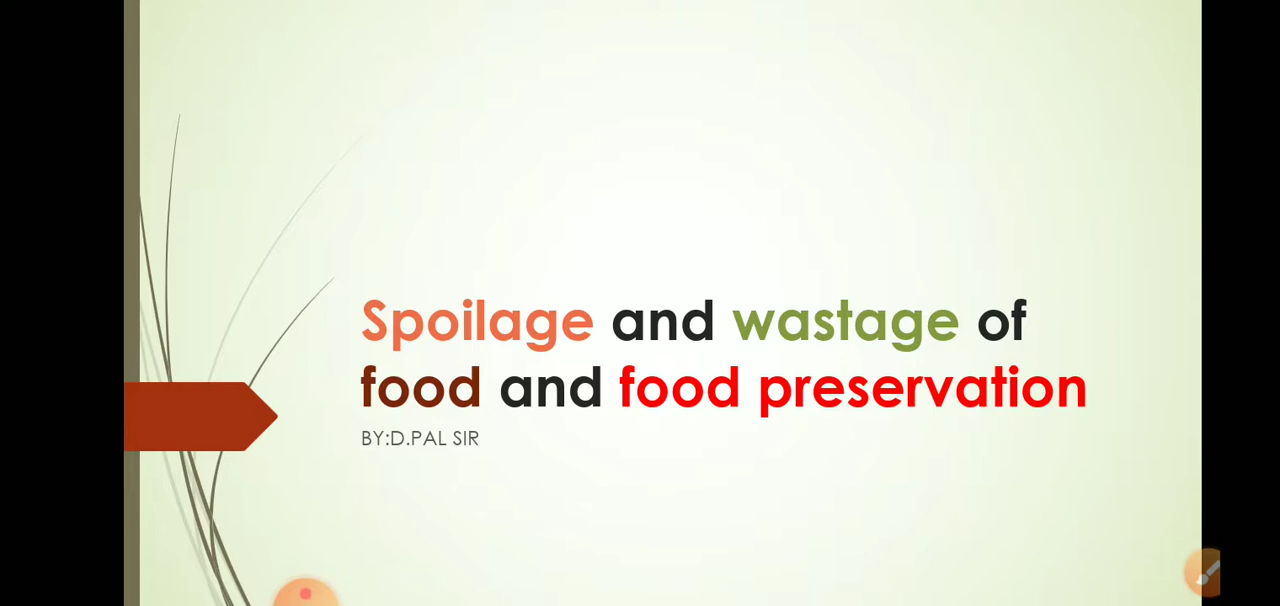 Spoilage and wastage of
food and food preservation
BY:D.PAL SIR